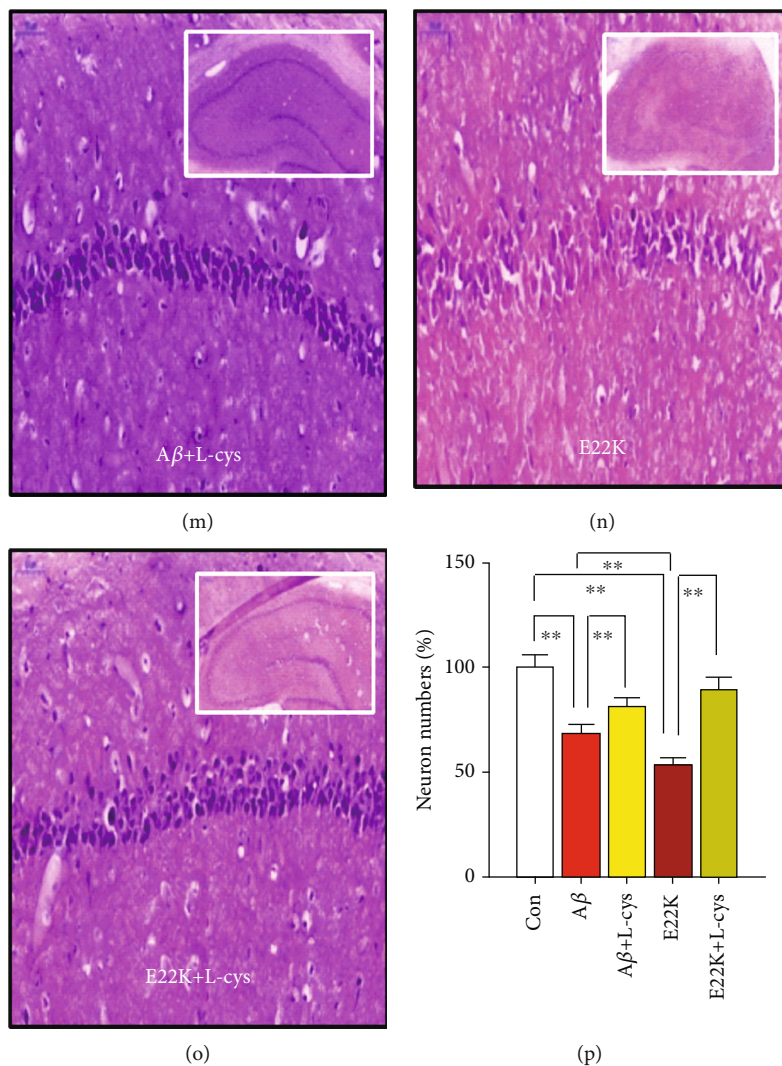 Aβ+L-cys
(m)
E22K
(n)
E22K+L-cys
(o)
150
100
50
0
Neuron numbers (%)
**
**
**
**
**
Con
Aβ
Aβ+L-cys
E22K
E22K+L-cys
(p)